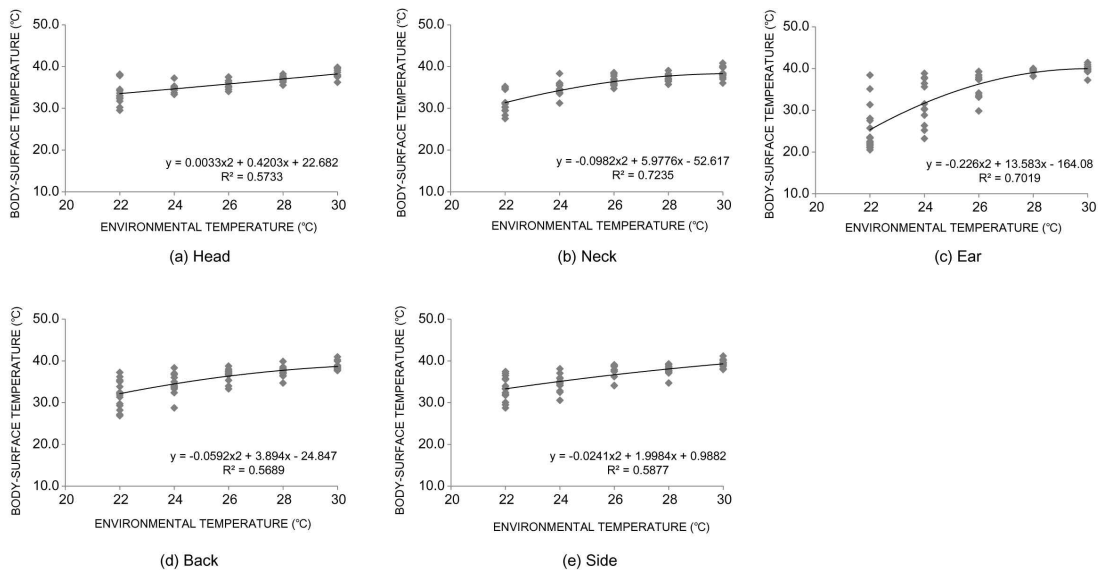 BODY-SURFACE TEMPERATURE (℃)
50.0
40.0
30.0
20.0
10.0
y = 0.0033x2 + 0.4203x + 22.682
R² = 0.5733
20 22 24 26 28 30
ENVIRONMENTAL TEMPERATURE (℃)
(a) Head
BODY-SURFACE TEMPERATURE (℃)
50.0
40.0
30.0
20.0
10.0
y = -0.0982x2 + 5.9776x - 52.617
R² = 0.7235
20 22 24 26 28 30
ENVIRONMENTAL TEMPERATURE (℃)
(b) Neck
BODY-SURFACE TEMPERATURE (℃)
50.0
40.0
30.0
20.0
10.0
y = -0.226x2 + 13.583x - 164.08
R² = 0.7019
20 22 24 26 28 30
ENVIRONMENTAL TEMPERATURE (℃)
(c) Ear
BODY-SURFACE TEMPERATURE (℃)
50.0
40.0
30.0
20.0
10.0
y = -0.0592x2 + 3.894x - 24.847
R² = 0.5689
20 22 24 26 28 30
ENVIRONMENTAL TEMPERATURE (℃)
(d) Back
BODY-SURFACE TEMPERATURE (℃)
50.0
40.0
30.0
20.0
10.0
y = -0.0241x2 + 1.9984x + 0.9882
R² = 0.5877
20 22 24 26 28 30
ENVIRONMENTAL TEMPERATURE (℃)
(e) Side